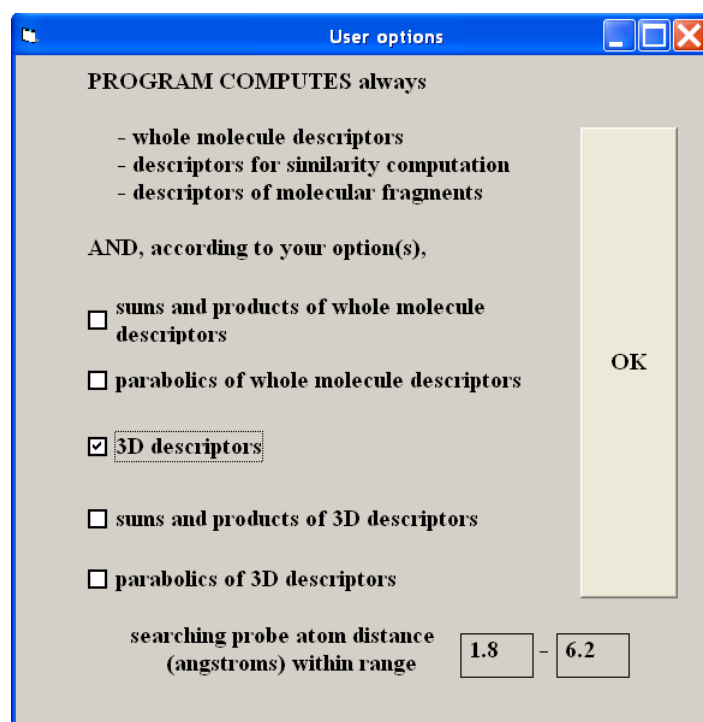 User options
PROGRAM COMPUTES always
- whole molecule descriptors
- descriptors for similarity computation
- descriptors of molecular fragments
AND, according to your option(s),
sums and products of whole molecule
descriptors
parabolics of whole molecule descriptors
OK
3D descriptors
sums and products of 3D descriptors
parabolics of 3D descriptors
searching probe atom distance
(angstroms) within range
1.8 - 6.2